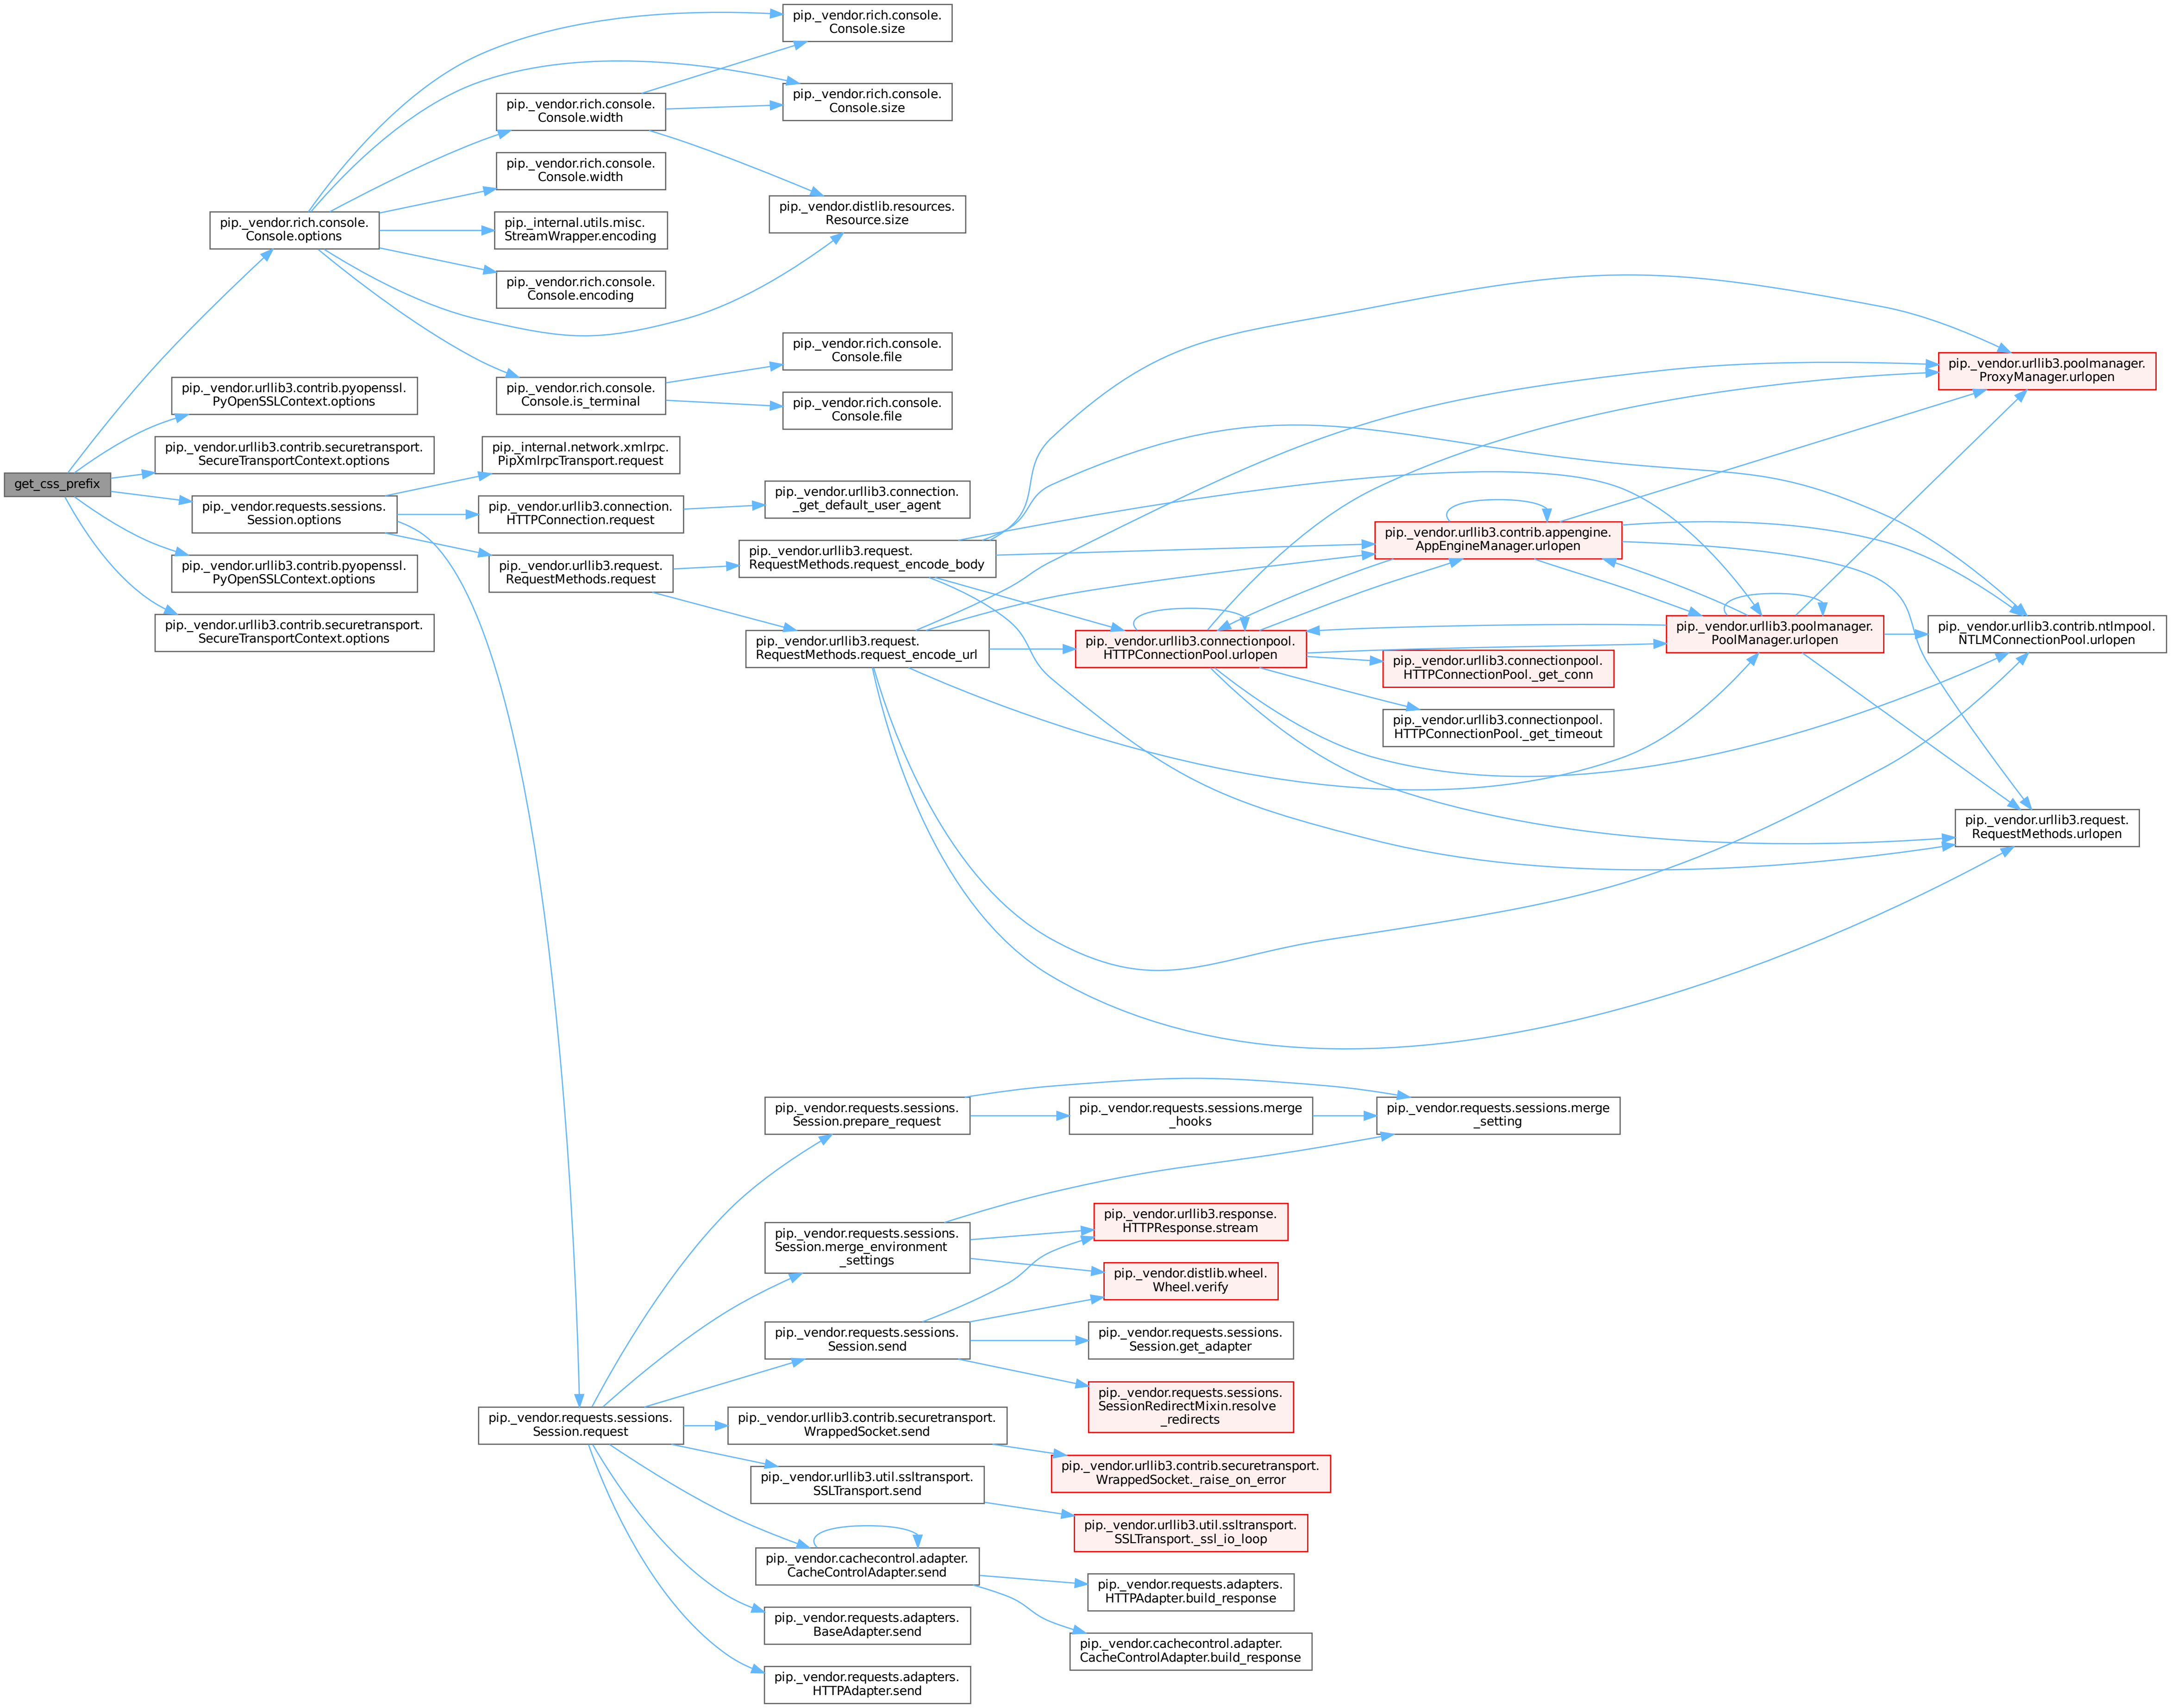 get_css_prefix
pip._vendor.rich.console.
Console.options
pip._vendor.urllib3.contrib.pyopenssl.
PyOpenSSLContext.options
pip._vendor.urllib3.contrib.securetransport.
SecureTransportContext.options
pip._vendor.requests.sessions.
Session.options
pip._vendor.urllib3.contrib.pyopenssl.
PyOpenSSLContext.options
pip._vendor.urllib3.contrib.securetransport.
SecureTransportContext.options
pip._vendor.rich.console.
Console.width
pip._vendor.rich.console.
Console.width
pip._internal.utils.misc.
StreamWrapper.encoding
pip._vendor.rich.console.
Console.encoding
pip._vendor.rich.console.
Console.is_terminal
pip._internal.network.xmlrpc.
PipXmlrpcTransport.request
pip._vendor.urllib3.connection.
HTTPConnection.request
pip._vendor.urllib3.request.
RequestMethods.request
pip._vendor.requests.sessions.
Session.request
pip._vendor.rich.console.
Console.size
pip._vendor.rich.console.
Console.size
pip._vendor.distlib.resources.
Resource.size
pip._vendor.rich.console.
Console.file
pip._vendor.rich.console.
Console.file
pip._vendor.urllib3.connection.
_get_default_user_agent
pip._vendor.urllib3.request.
RequestMethods.request_encode_body
pip._vendor.urllib3.request.
RequestMethods.request_encode_url
pip._vendor.urllib3.connectionpool.
HTTPConnectionPool.urlopen
pip._vendor.urllib3.contrib.appengine.
AppEngineManager.urlopen
pip._vendor.urllib3.connectionpool.
HTTPConnectionPool._get_conn
pip._vendor.urllib3.connectionpool.
HTTPConnectionPool._get_timeout
pip._vendor.urllib3.poolmanager.
PoolManager.urlopen
pip._vendor.urllib3.poolmanager.
ProxyManager.urlopen
pip._vendor.urllib3.contrib.ntlmpool.
NTLMConnectionPool.urlopen
pip._vendor.urllib3.request.
RequestMethods.urlopen
pip._vendor.requests.sessions.
Session.prepare_request
pip._vendor.requests.sessions.merge
_hooks
pip._vendor.requests.sessions.merge
_setting
pip._vendor.requests.sessions.
Session.merge_environment
_settings
pip._vendor.urllib3.response.
HTTPResponse.stream
pip._vendor.distlib.wheel.
Wheel.verify
pip._vendor.requests.sessions.
Session.send
pip._vendor.requests.sessions.
Session.get_adapter
pip._vendor.requests.sessions.
SessionRedirectMixin.resolve
_redirects
pip._vendor.urllib3.contrib.securetransport.
WrappedSocket.send
pip._vendor.urllib3.contrib.securetransport.
WrappedSocket._raise_on_error
pip._vendor.urllib3.util.ssltransport.
SSLTransport.send
pip._vendor.urllib3.util.ssltransport.
SSLTransport._ssl_io_loop
pip._vendor.cachecontrol.adapter.
CacheControlAdapter.send
pip._vendor.requests.adapters.
HTTPAdapter.build_response
pip._vendor.cachecontrol.adapter.
CacheControlAdapter.build_response
pip._vendor.requests.adapters.
BaseAdapter.send
pip._vendor.requests.adapters.
HTTPAdapter.send